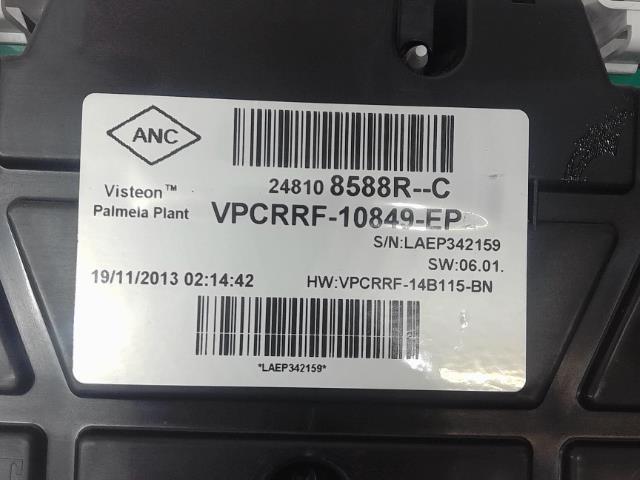 ANC
24810 8588R--C
Visteon™
Palmela Plant
VPCRRF-10849-EP
S/N:LAEP342159
SW:06.01.
19/11/2013 02:14:42
HW:VPCRRF-14B115-BN
*LAEP342159*